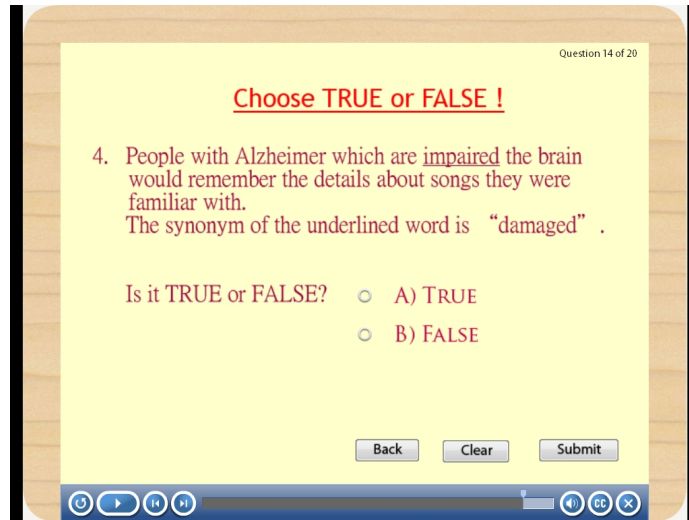 Question 14 of 20
Choose TRUE or FALSE !
4. People with Alzheimer which are impaired the brain
would remember the details about songs they were
familiar with.
The synonym of the underlined word is “damaged” .
Is it TRUE or FALSE?
A) TRUE
B) FALSE
Back Clear Submit
CC